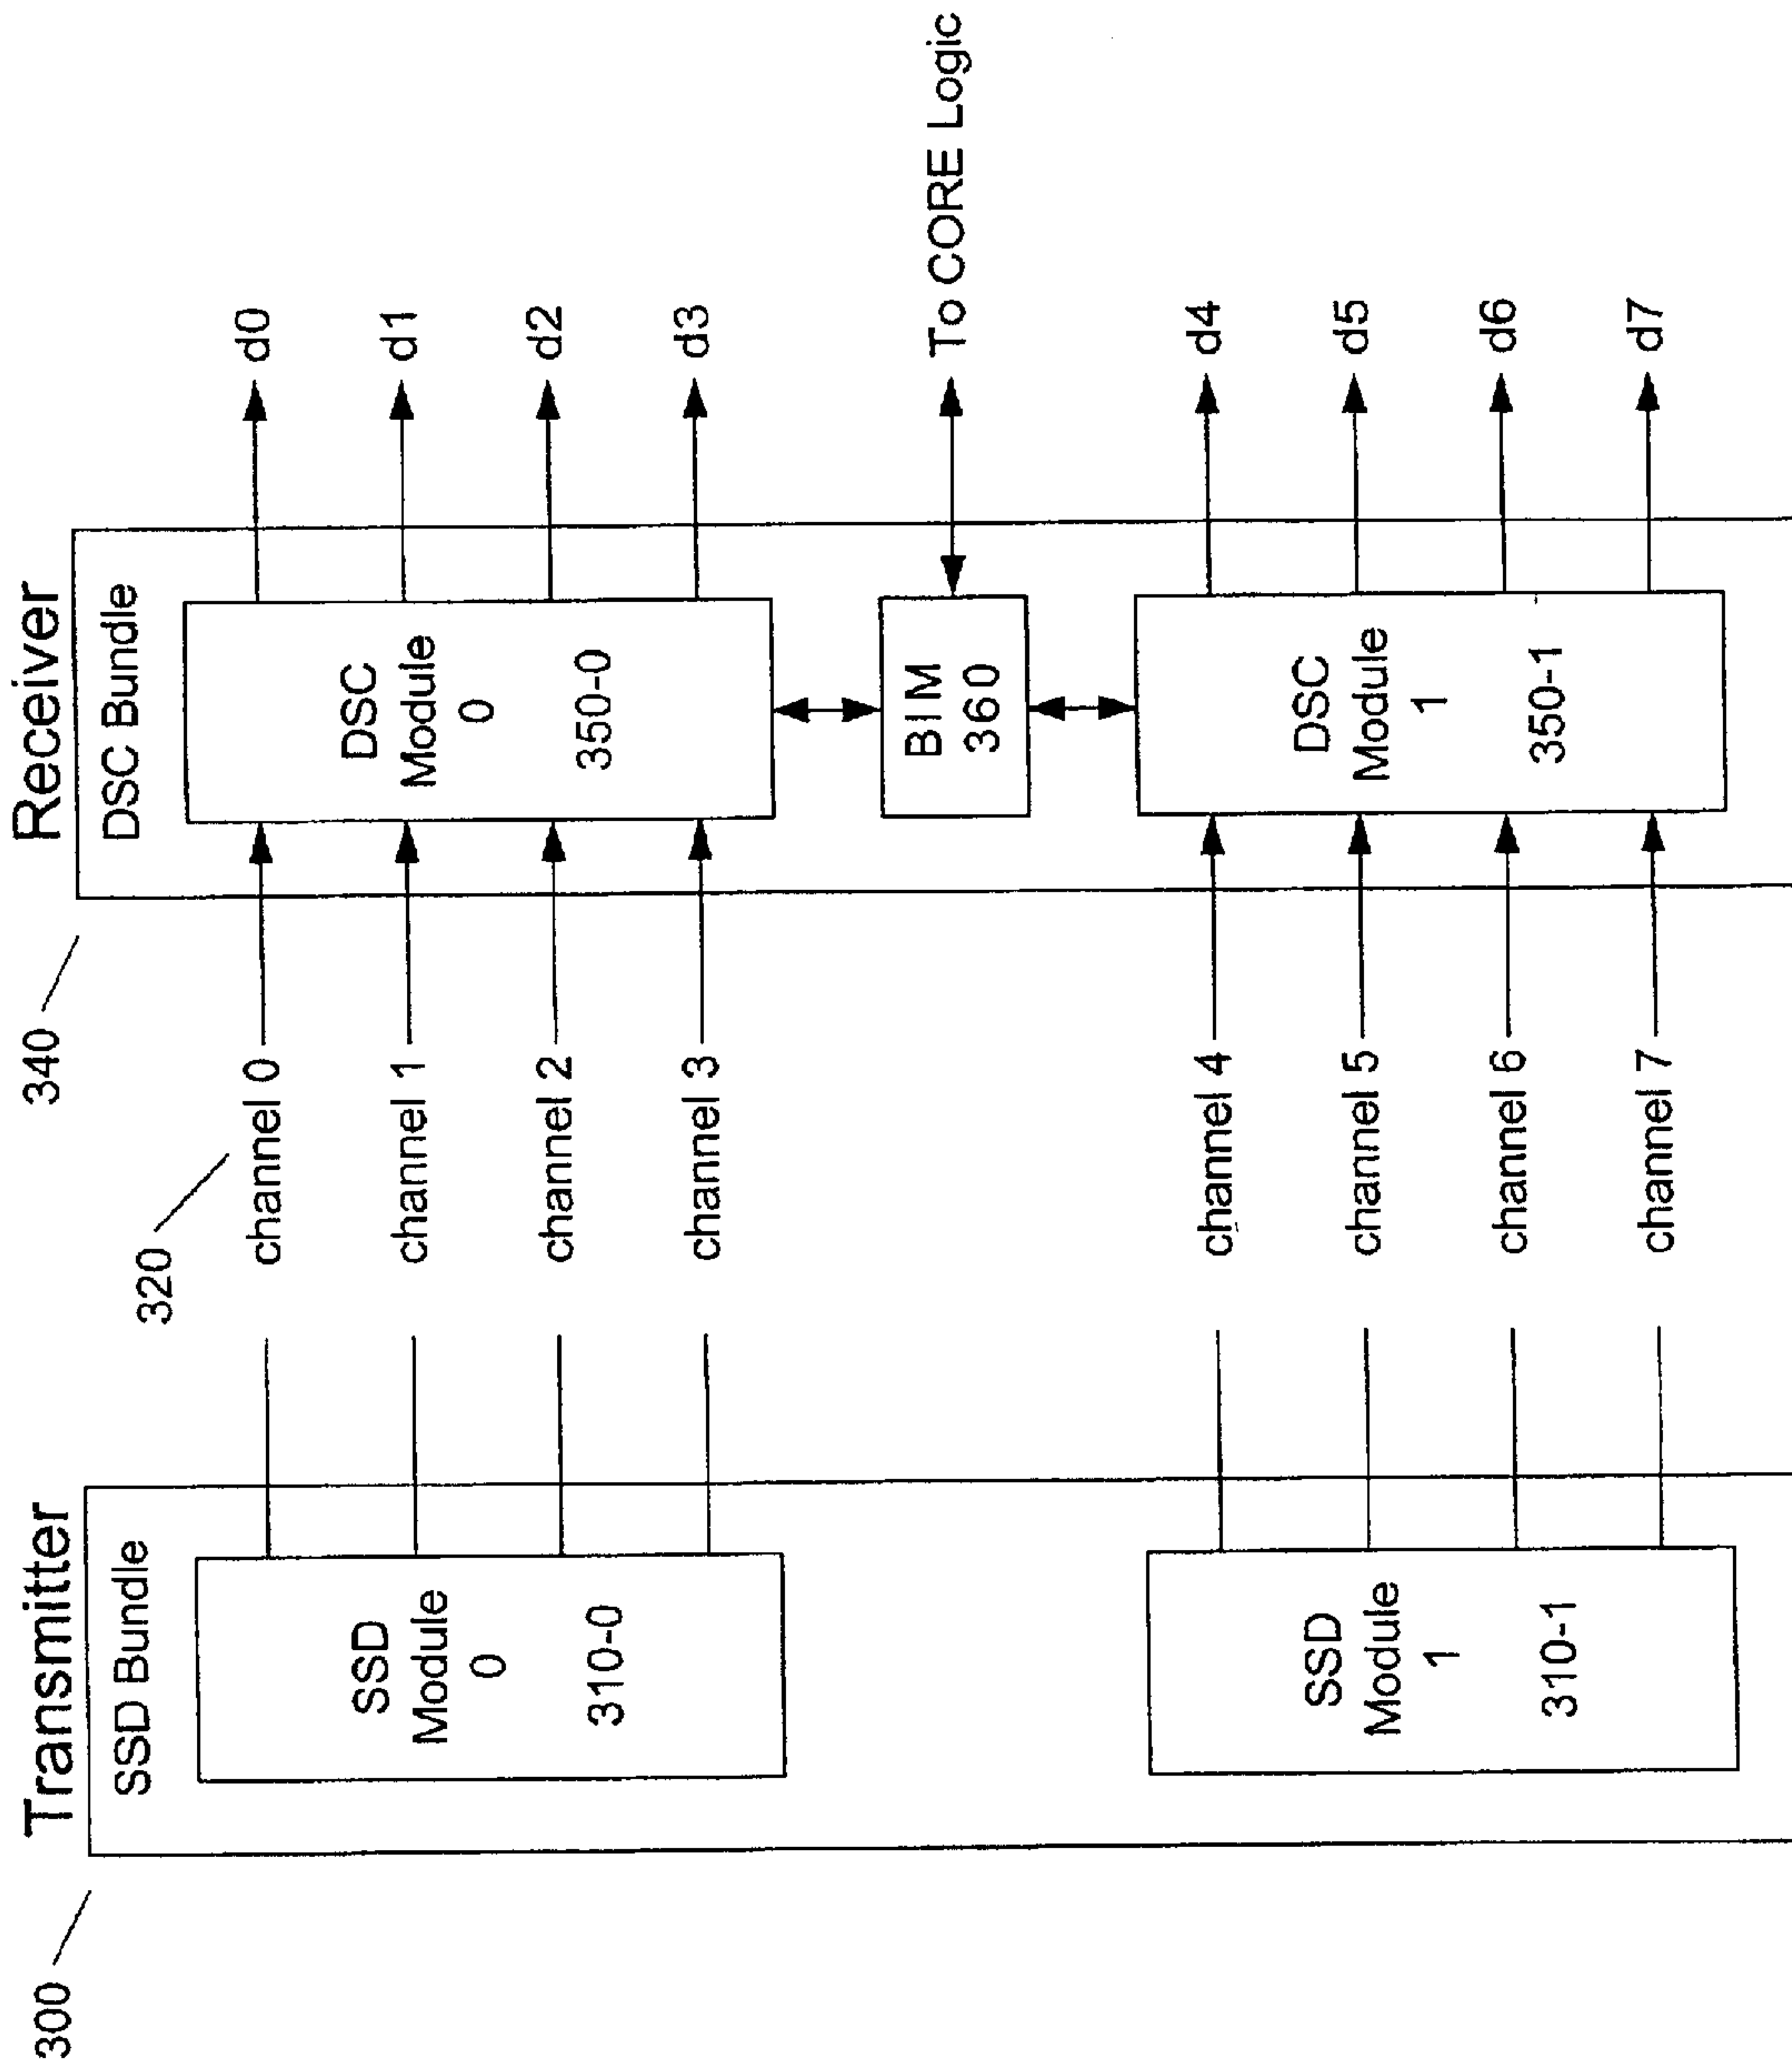 Transmitter
Receiver
300
SSD Bundle
SSD
Module
0
310-0
SSD
Module
1
310-1
320
channel 0
channel 1
channel 2
channel 3
channel 4
channel 5
channel 6
channel 7
340
DSC Bundle
DSC
Module
0
350-0
BIM
360
DSC
Module
1
350-1
d0
d1
d2
d3
To CORE Logic
d4
d5
d6
d7